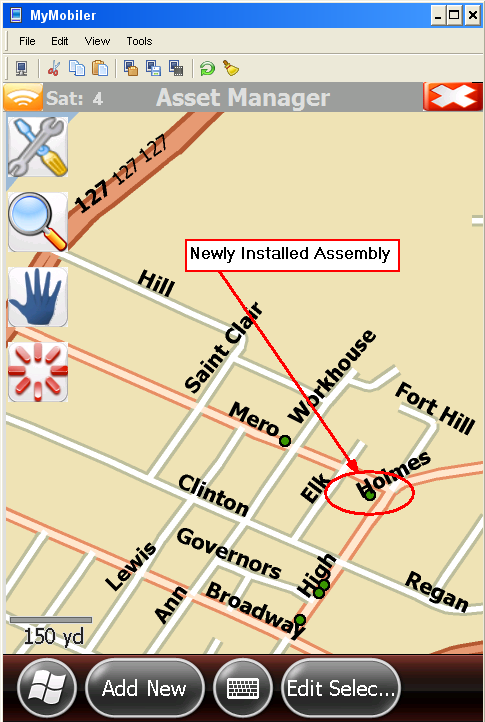 MyMobiler
File Edit View Tools
Sat: 4 Asset Manager
127 127 127
Newly Installed Assembly
Hill
Saint Clair
Workhouse
Fort Hill
Mero
Holmes
Elk
Clinton
Governors
High
Lewis
Ann
Broadway
Regan
150 yd
Add New Edit Selec...